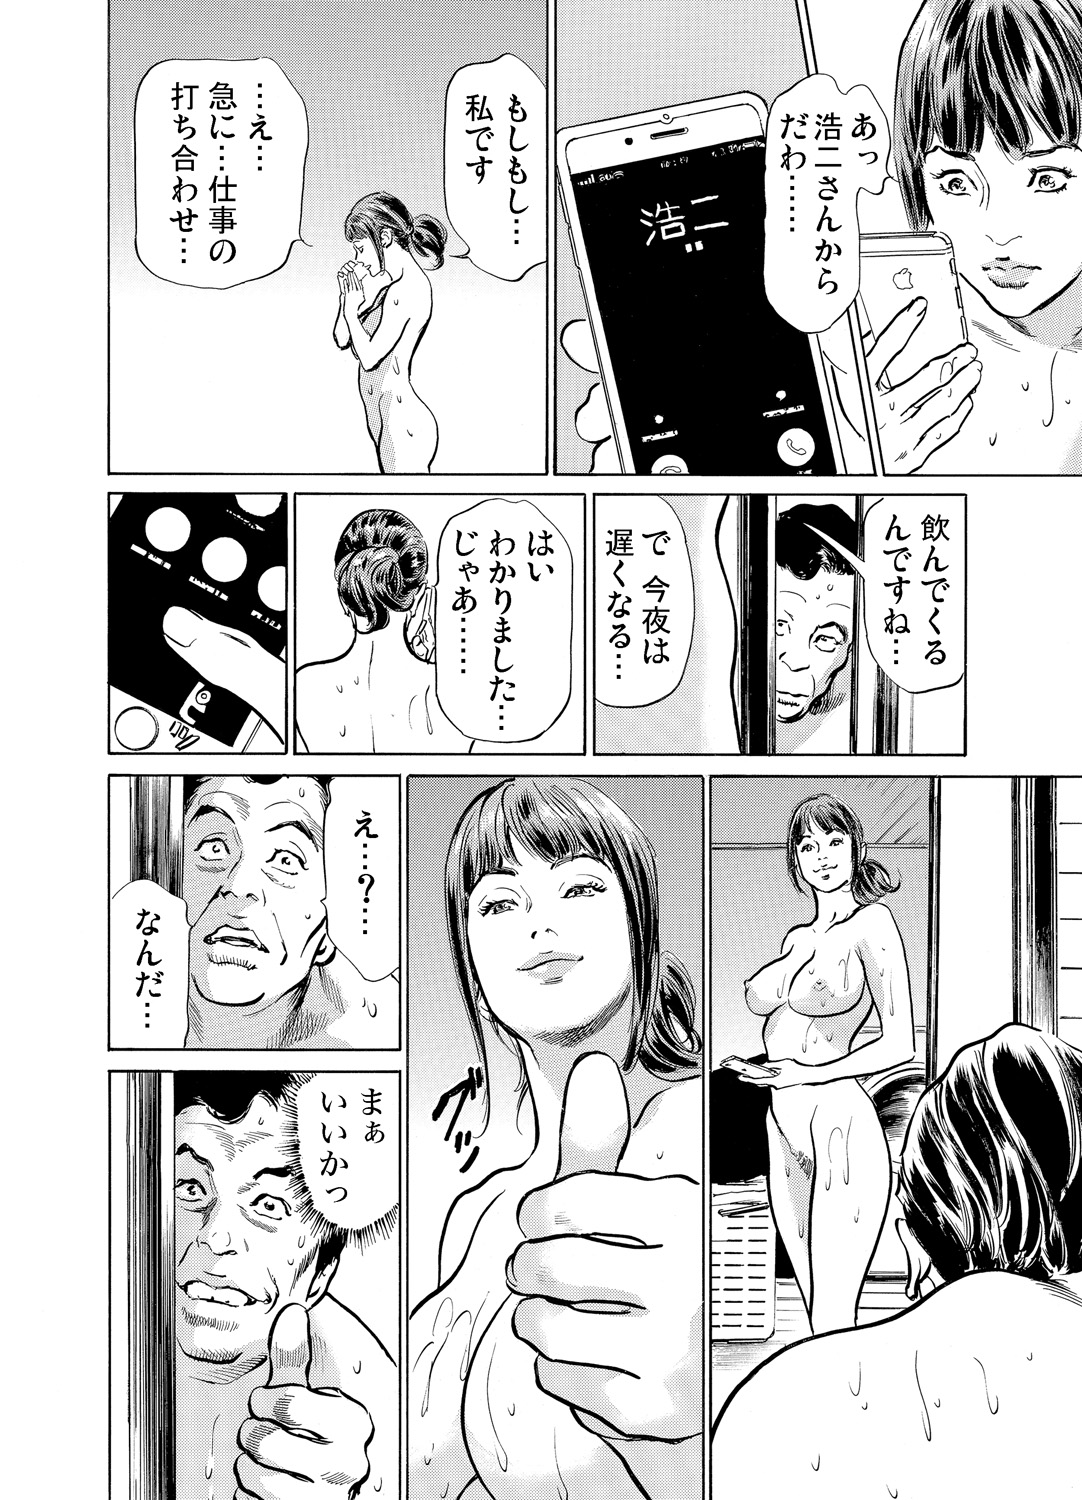 あっ
浩二さんから
だわ……
浩二
もしもし…
私です
…え…
急に…仕事の
打ち合わせ…
飲んでくる
んですね…
で 今夜は
遅くなる…
はい
わかりました…
じゃあ……
ピ
グッ
え…?…
なんだ…
まぁ
いいかっ